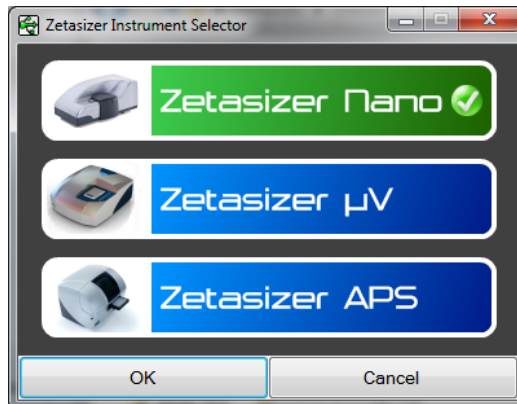 Zetasizer Instrument Selector
Zetasizer Nano
Zetasizer µV
Zetasizer APS
OK
Cancel